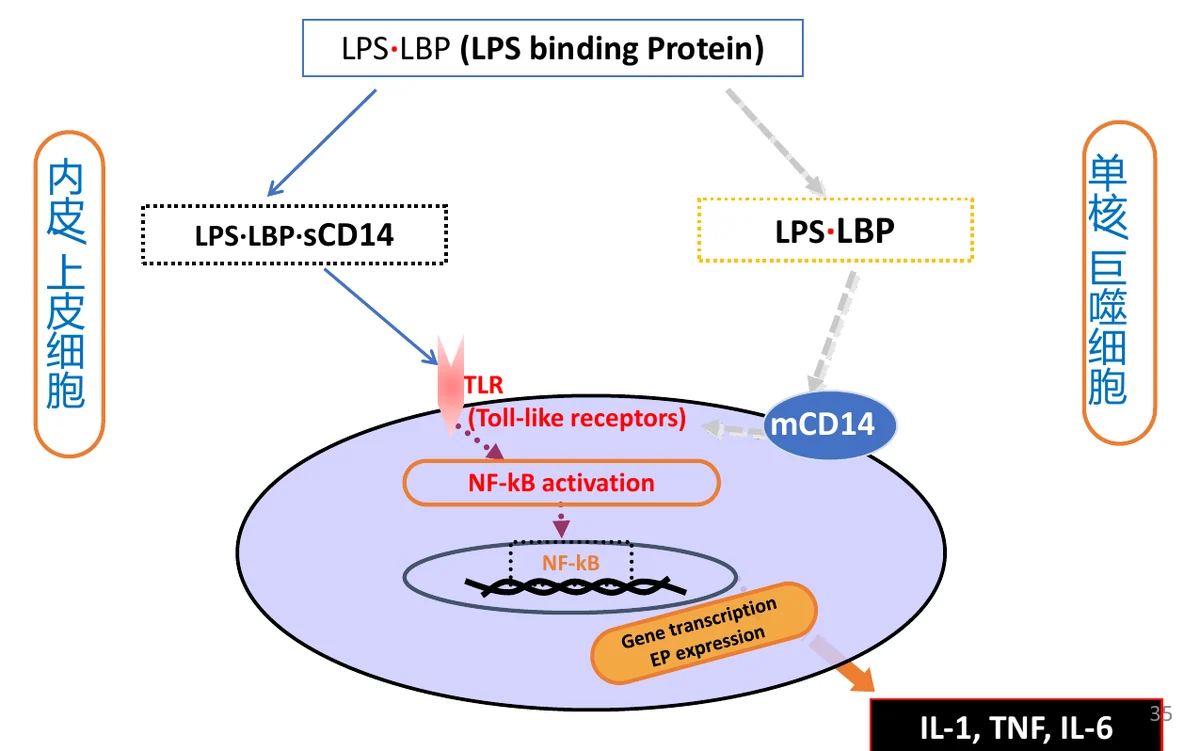 LPS·LBP (LPS binding Protein)
内皮/上皮细胞
单核/巨噬细胞
LPS·LBP·sCD14
LPS·LBP
TLR
(Toll-like receptors)
mCD14
NF-kB activation
NF-kB
Gene transcription
EP expression
IL-1, TNF, IL-6
35